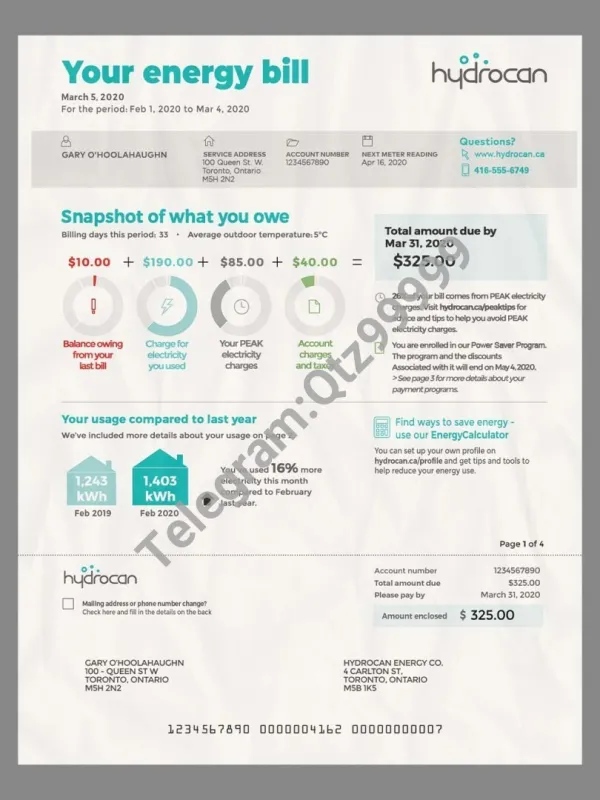 Your energy bill
hydrocan
March 5, 2020
For the period: Feb 1, 2020 to Mar 4, 2020
GARY O'HOOLAHAUGHN
SERVICE ADDRESS
100 Queen St. W.
Toronto, Ontario
M5H 2N2
ACCOUNT NUMBER
1234567890
NEXT METER READING
Apr 16, 2020
Questions?
www.hydrocan.ca
416-555-6749
Snapshot of what you owe
Billing days this period: 33 • Average outdoor temperature: 5°C
$10.00 + $190.00 + $85.00 + $40.00 =
Balance owing
from your
last bill
Charge for
electricity
you used
Your PEAK
electricity
charges
Account
charges
and taxes
Total amount due by
Mar 31, 2020
$325.00
your bill comes from PEAK electricity
charges. Visit hydrocan.ca/peaktips for
advice and tips to help you avoid PEAK
electricity charges.
You are enrolled in our Power Saver Program.
The program and the discounts
Associated with it will end on May 4, 2020.
> See page 3 for more details about your
payment programs.
Your usage compared to last year
We've included more details about your usage on page 2.
1,243
kWh
Feb 2019
1,403
kWh
Feb 2020
You've used 16% more
electricity this month
compared to February
last year.
Find ways to save energy -
use our EnergyCalculator
You can set up your own profile on
hydrocan.ca/profile and get tips and tools to
help reduce your energy use.
Telegram:Qtz99999
Page 1 of 4
hydrocan
Mailing address or phone number change?
Check here and fill in the details on the back
Account number 1234567890
Total amount due $325.00
Please pay by March 31, 2020
Amount enclosed $ 325.00
GARY O'HOOLAHAUGHN
100 - QUEEN ST W
TORONTO, ONTARIO
M5H 2N2
HYDROCAN ENERGY CO.
4 CARLTON ST,
TORONTO, ONTARIO
M5B 1K5
1234567890 0000004162 00000000007